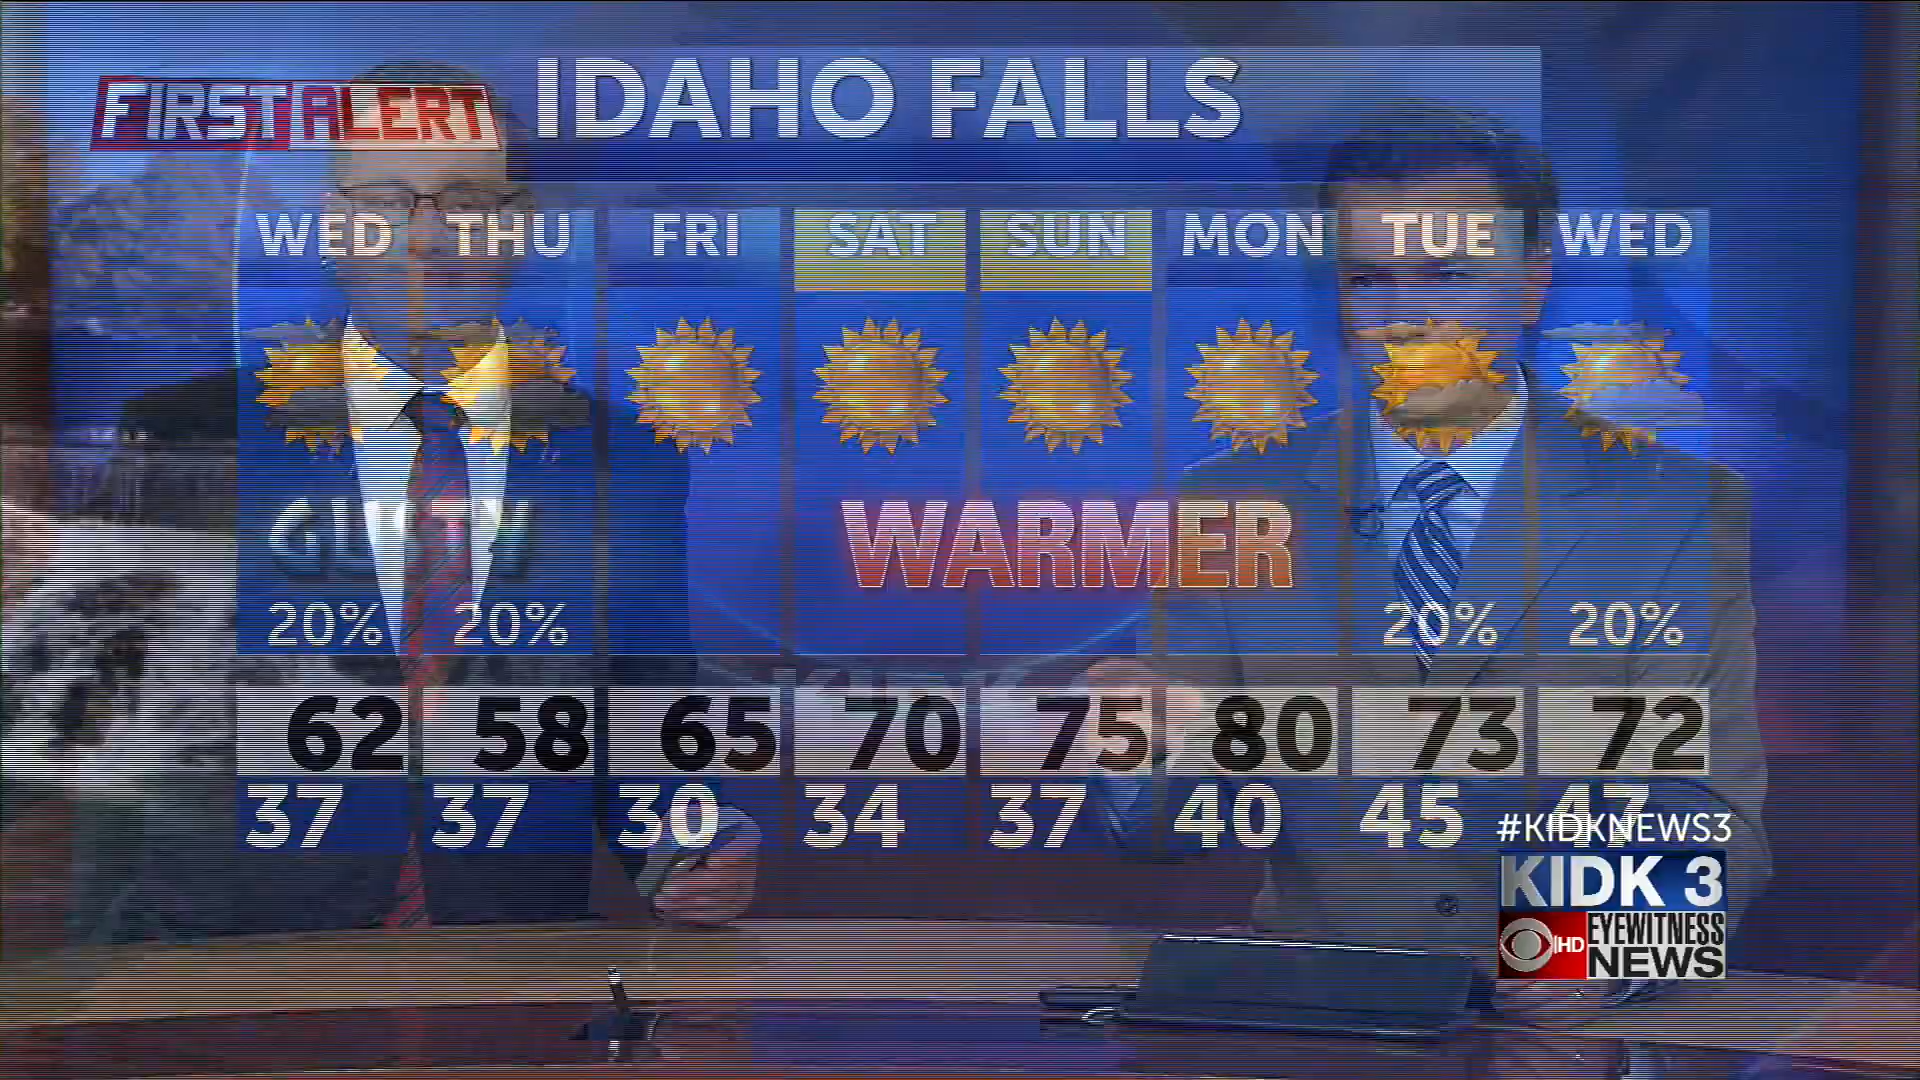 FIRST ALERT
IDAHO FALLS
WED THU FRI SAT SUN MON TUE WED
WARMER
20% 20% 20% 20%
62 58 65 70 75 80 73 72
37 37 30 34 37 40 45 47
#KIDKNEWS3
KIDK 3
HD EYEWITNESS
NEWS